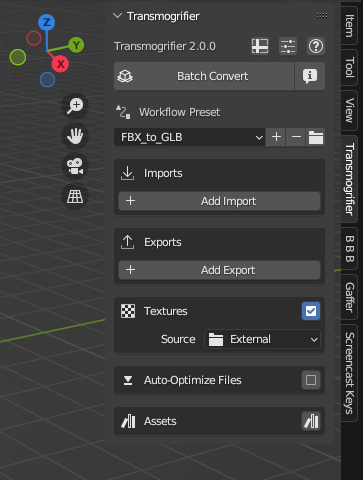 Transmogrifier
Transmogrifier 2.0.0
Batch Convert
Workflow Preset
FBX_to_GLB
Imports
+ Add Import
Exports
+ Add Export
Textures
Source External
Auto-Optimize Files
Assets
Z
Y
X
Item
Tool
View
Transmogrifier
B B B
Gaffer
Screencast Keys